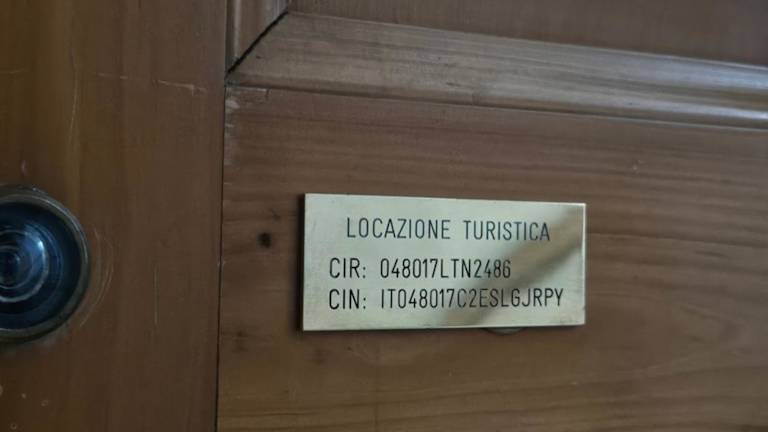 LOCAZIONE TURISTICA
CIR: 048017LTN2486
CIN: IT048017C2ESLGJRPY